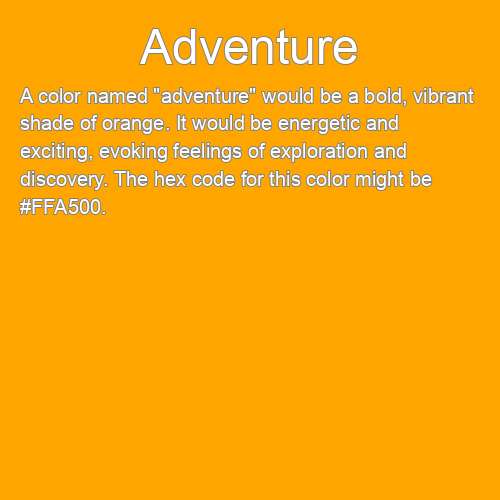 Adventure
A color named "adventure" would be a bold, vibrant
shade of orange. It would be energetic and
exciting, evoking feelings of exploration and
discovery. The hex code for this color might be
#FFA500.